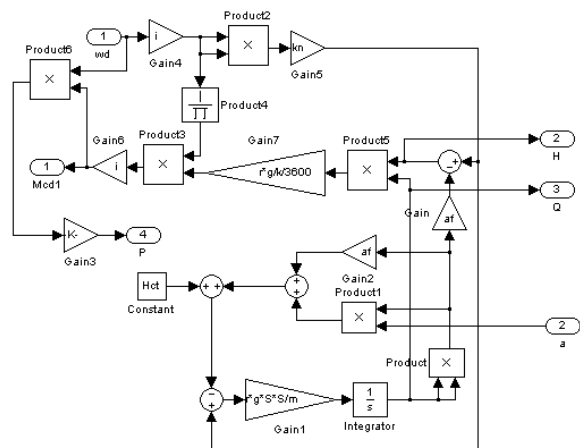 Product2
Product6
1
wd
i
Gain4
×
kn
Gain5
×
1
∏
Product4
Gain6
Product3
Gain7
Product5
2
H
1
Mcd1
i
×
r*g/k/3600
×
−+
3
Q
Gain
af
K-
4
P
Gain3
af
Gain2
Hct
Constant
+ +
+
+
Product1
×
2
a
Product
×
−
+
r*g*S*S/m
Gain1
1
s
Integrator